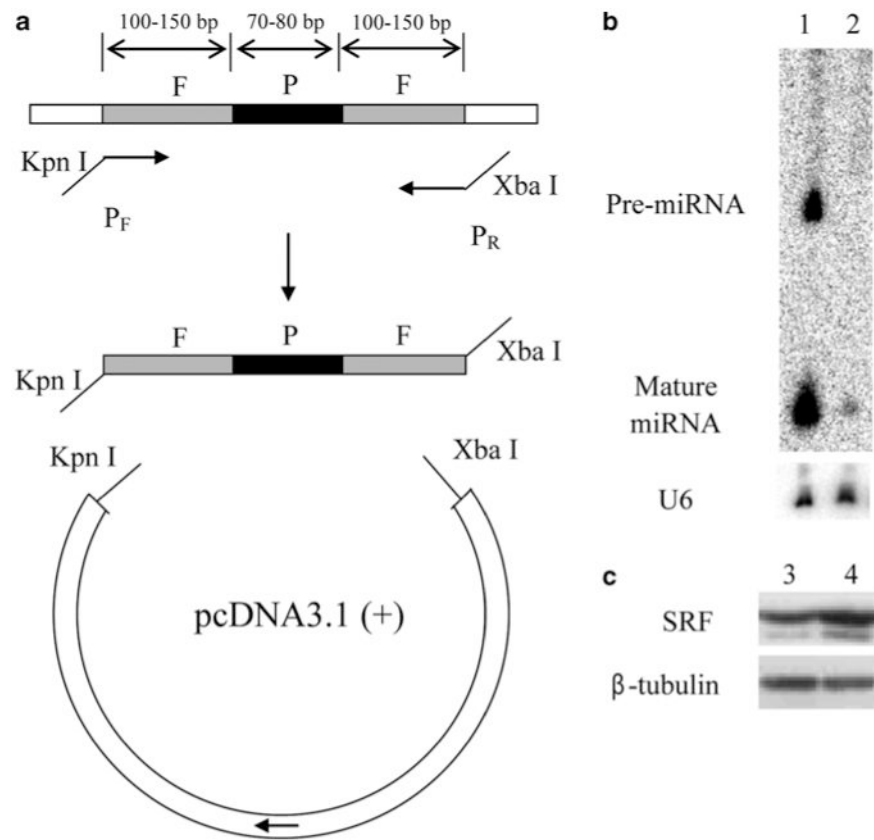 a
100-150 bp 70-80 bp 100-150 bp
F P F
Kpn I
Xba I
P_F
P_R
F P F
Xba I
Kpn I
Kpn I
Xba I
pcDNA3.1 (+)
b
1 2
Pre-miRNA
Mature
miRNA
U6
c
3 4
SRF
β-tubulin